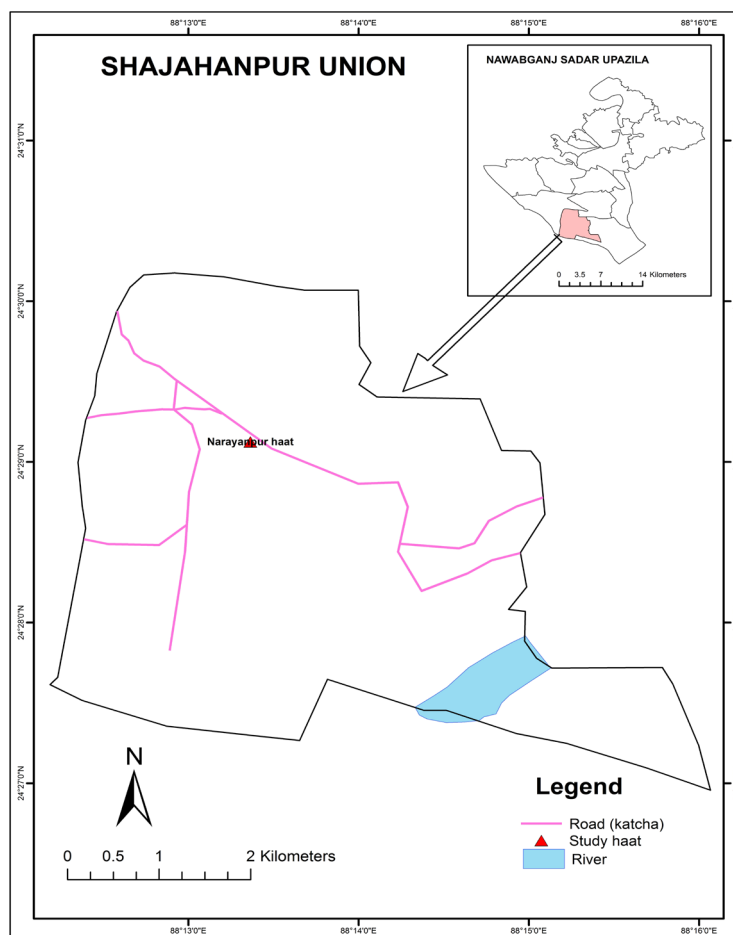 88°13'0"E 88°14'0"E 88°15'0"E 88°16'0"E
SHAJAHANPUR UNION
NAWABGANJ SADAR UPAZILA
0 3.5 7 14 Kilometers
24°31'0"N
24°30'0"N
24°29'0"N
24°28'0"N
24°27'0"N
Narayanpur haat
N
0 0.5 1 2 Kilometers
Legend
Road (katcha)
Study haat
River
88°13'0"E 88°14'0"E 88°15'0"E 88°16'0"E